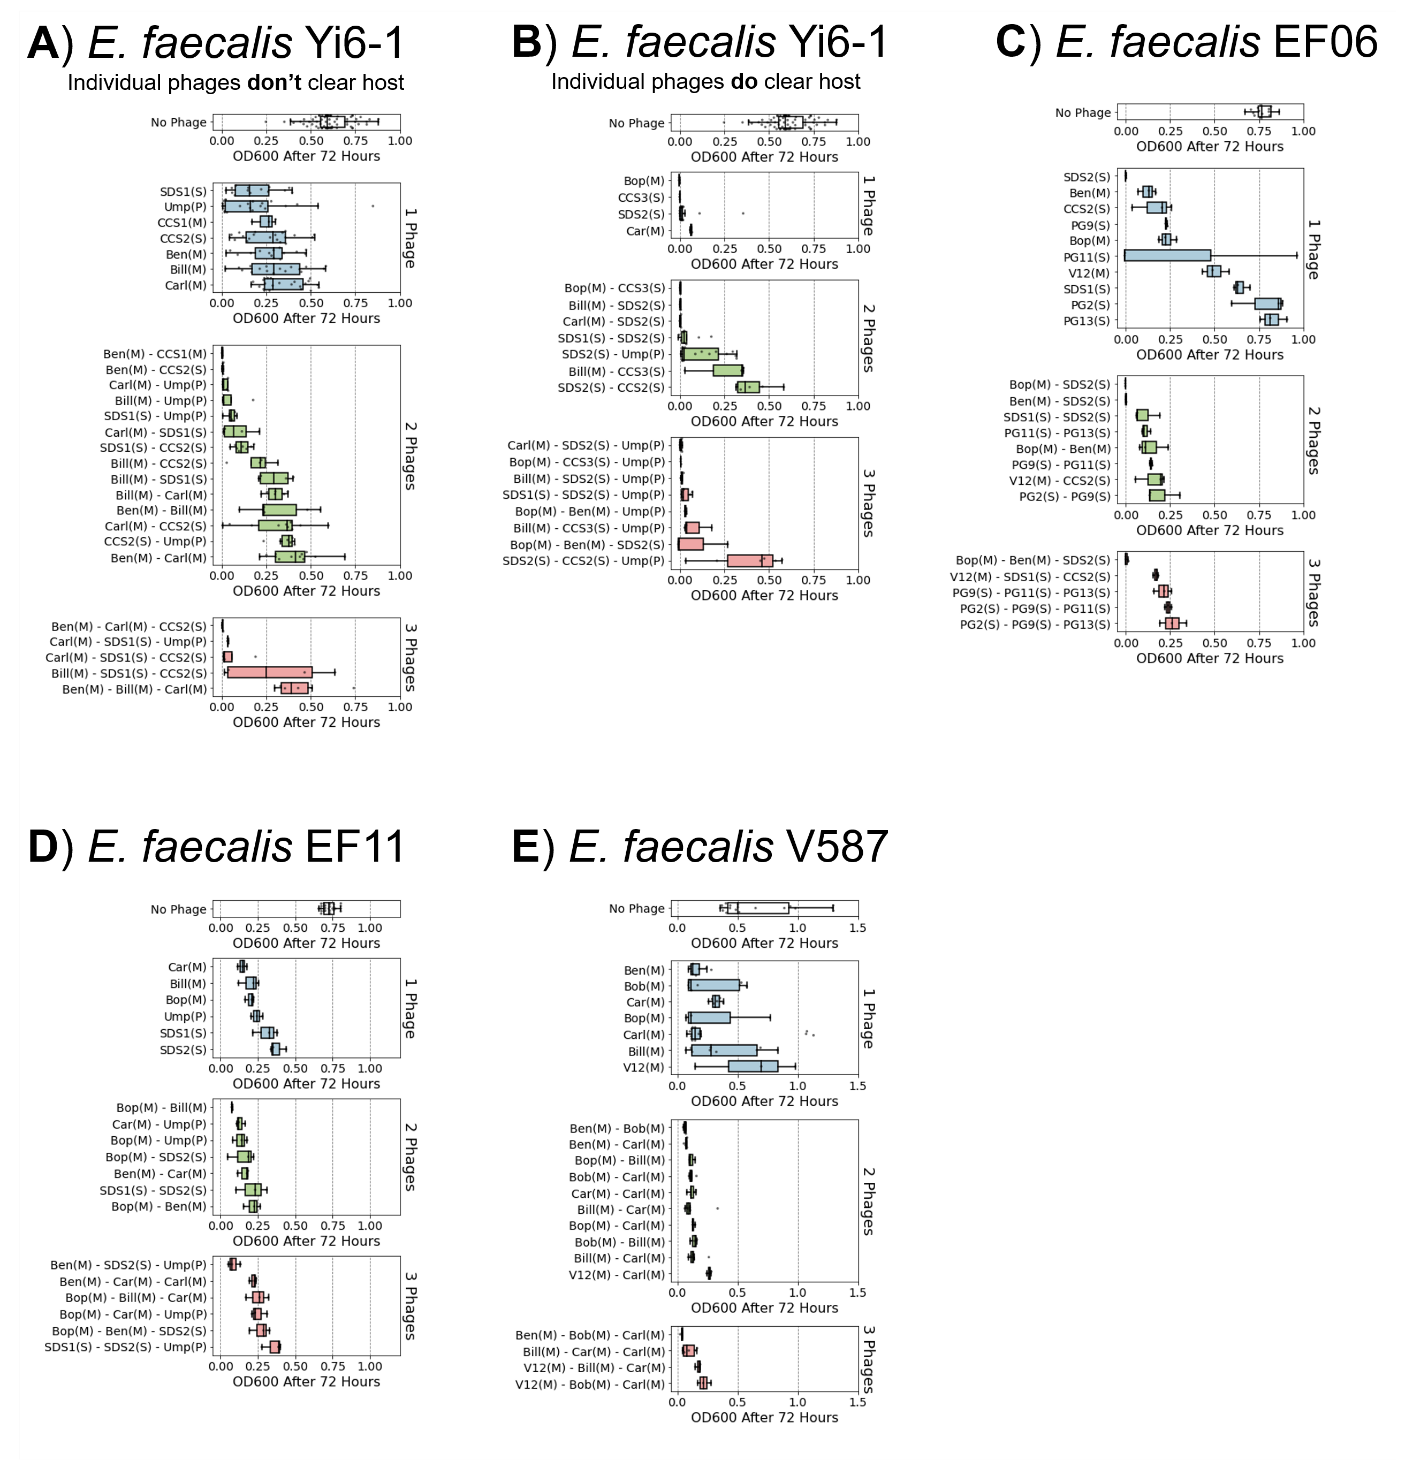 A) E. faecalis Yi6-1
Individual phages don't clear host
No Phage
0.00 0.25 0.50 0.75 1.00
OD600 After 72 Hours
SDS1(S)
Ump(P)
CCS1(M)
CCS2(S)
Ben(M)
Bill(M)
Carl(M)
1 Phage
0.00 0.25 0.50 0.75 1.00
OD600 After 72 Hours
Ben(M) - CCS1(M)
Ben(M) - CCS2(S)
Carl(M) - Ump(P)
Bill(M) - Ump(P)
SDS1(S) - Ump(P)
Carl(M) - SDS1(S)
SDS1(S) - CCS2(S)
Bill(M) - CCS2(S)
Bill(M) - SDS1(S)
Bill(M) - Carl(M)
Ben(M) - Bill(M)
Carl(M) - CCS2(S)
CCS2(S) - Ump(P)
Ben(M) - Carl(M)
2 Phages
0.00 0.25 0.50 0.75 1.00
OD600 After 72 Hours
Ben(M) - Carl(M) - CCS2(S)
Carl(M) - SDS1(S) - Ump(P)
Carl(M) - SDS1(S) - CCS2(S)
Bill(M) - SDS1(S) - CCS2(S)
Ben(M) - Bill(M) - Carl(M)
3 Phages
0.00 0.25 0.50 0.75 1.00
OD600 After 72 Hours
B) E. faecalis Yi6-1
Individual phages do clear host
No Phage
0.00 0.25 0.50 0.75 1.00
OD600 After 72 Hours
Bop(M)
CCS3(S)
SDS2(S)
Car(M)
1 Phage
0.00 0.25 0.50 0.75 1.00
OD600 After 72 Hours
Bop(M) - CCS3(S)
Bill(M) - SDS2(S)
Carl(M) - SDS2(S)
SDS1(S) - SDS2(S)
SDS2(S) - Ump(P)
Bill(M) - CCS3(S)
SDS2(S) - CCS2(S)
2 Phages
0.00 0.25 0.50 0.75 1.00
OD600 After 72 Hours
Carl(M) - SDS2(S) - Ump(P)
Bop(M) - CCS3(S) - Ump(P)
Bill(M) - SDS2(S) - Ump(P)
SDS1(S) - SDS2(S) - Ump(P)
Bop(M) - Ben(M) - Ump(P)
Bill(M) - CCS3(S) - Ump(P)
Bop(M) - Ben(M) - SDS2(S)
SDS2(S) - CCS2(S) - Ump(P)
3 Phages
0.00 0.25 0.50 0.75 1.00
OD600 After 72 Hours
C) E. faecalis EF06
No Phage
0.00 0.25 0.50 0.75 1.00
OD600 After 72 Hours
SDS2(S)
Ben(M)
CCS2(S)
PG9(S)
Bop(M)
PG11(S)
V12(M)
SDS1(S)
PG2(S)
PG13(S)
1 Phage
0.00 0.25 0.50 0.75 1.00
OD600 After 72 Hours
Bop(M) - SDS2(S)
Ben(M) - SDS2(S)
SDS1(S) - SDS2(S)
PG11(S) - PG13(S)
Bop(M) - Ben(M)
PG9(S) - PG11(S)
V12(M) - CCS2(S)
PG2(S) - PG9(S)
2 Phages
0.00 0.25 0.50 0.75 1.00
OD600 After 72 Hours
Bop(M) - Ben(M) - SDS2(S)
V12(M) - SDS1(S) - CCS2(S)
PG9(S) - PG11(S) - PG13(S)
PG2(S) - PG9(S) - PG11(S)
PG2(S) - PG9(S) - PG13(S)
3 Phages
0.00 0.25 0.50 0.75 1.00
OD600 After 72 Hours
D) E. faecalis EF11
No Phage
0.00 0.25 0.50 0.75 1.00
OD600 After 72 Hours
Car(M)
Bill(M)
Bop(M)
Ump(P)
SDS1(S)
SDS2(S)
1 Phage
0.00 0.25 0.50 0.75 1.00
OD600 After 72 Hours
Bop(M) - Bill(M)
Car(M) - Ump(P)
Bop(M) - Ump(P)
Bop(M) - SDS2(S)
Ben(M) - Car(M)
SDS1(S) - SDS2(S)
Bop(M) - Ben(M)
2 Phages
0.00 0.25 0.50 0.75 1.00
OD600 After 72 Hours
Ben(M) - SDS2(S) - Ump(P)
Ben(M) - Car(M) - Carl(M)
Bop(M) - Bill(M) - Car(M)
Bop(M) - Car(M) - Ump(P)
Bop(M) - Ben(M) - SDS2(S)
SDS1(S) - SDS2(S) - Ump(P)
3 Phages
0.00 0.25 0.50 0.75 1.00
OD600 After 72 Hours
E) E. faecalis V587
No Phage
0.0 0.5 1.0 1.5
OD600 After 72 Hours
Ben(M)
Bob(M)
Car(M)
Bop(M)
Carl(M)
Bill(M)
V12(M)
1 Phage
0.0 0.5 1.0 1.5
OD600 After 72 Hours
Ben(M) - Bob(M)
Ben(M) - Carl(M)
Bop(M) - Bill(M)
Bob(M) - Carl(M)
Car(M) - Carl(M)
Bill(M) - Car(M)
Bop(M) - Carl(M)
Bob(M) - Bill(M)
Bill(M) - Carl(M)
V12(M) - Carl(M)
2 Phages
0.0 0.5 1.0 1.5
OD600 After 72 Hours
Ben(M) - Bob(M) - Carl(M)
Bill(M) - Car(M) - Carl(M)
V12(M) - Bill(M) - Car(M)
V12(M) - Bob(M) - Carl(M)
3 Phages
0.0 0.5 1.0 1.5
OD600 After 72 Hours